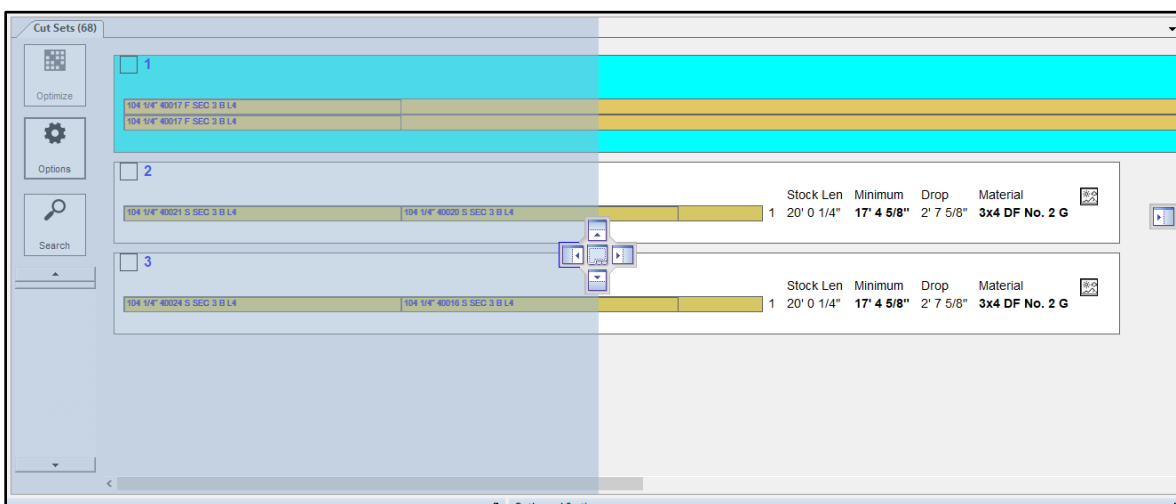 Cut Sets (68)
Optimize
Options
Search
1
104 1/4" 40017 F SEC 3 B L4
104 1/4" 40017 F SEC 3 B L4
2
Stock Len Minimum Drop Material
104 1/4" 40021 S SEC 3 B L4 104 1/4" 40020 S SEC 3 B L4 1 20' 0 1/4" 17' 4 5/8" 2' 7 5/8" 3x4 DF No. 2 G
3
Stock Len Minimum Drop Material
104 1/4" 40024 S SEC 3 B L4 104 1/4" 40016 S SEC 3 B L4 1 20' 0 1/4" 17' 4 5/8" 2' 7 5/8" 3x4 DF No. 2 G